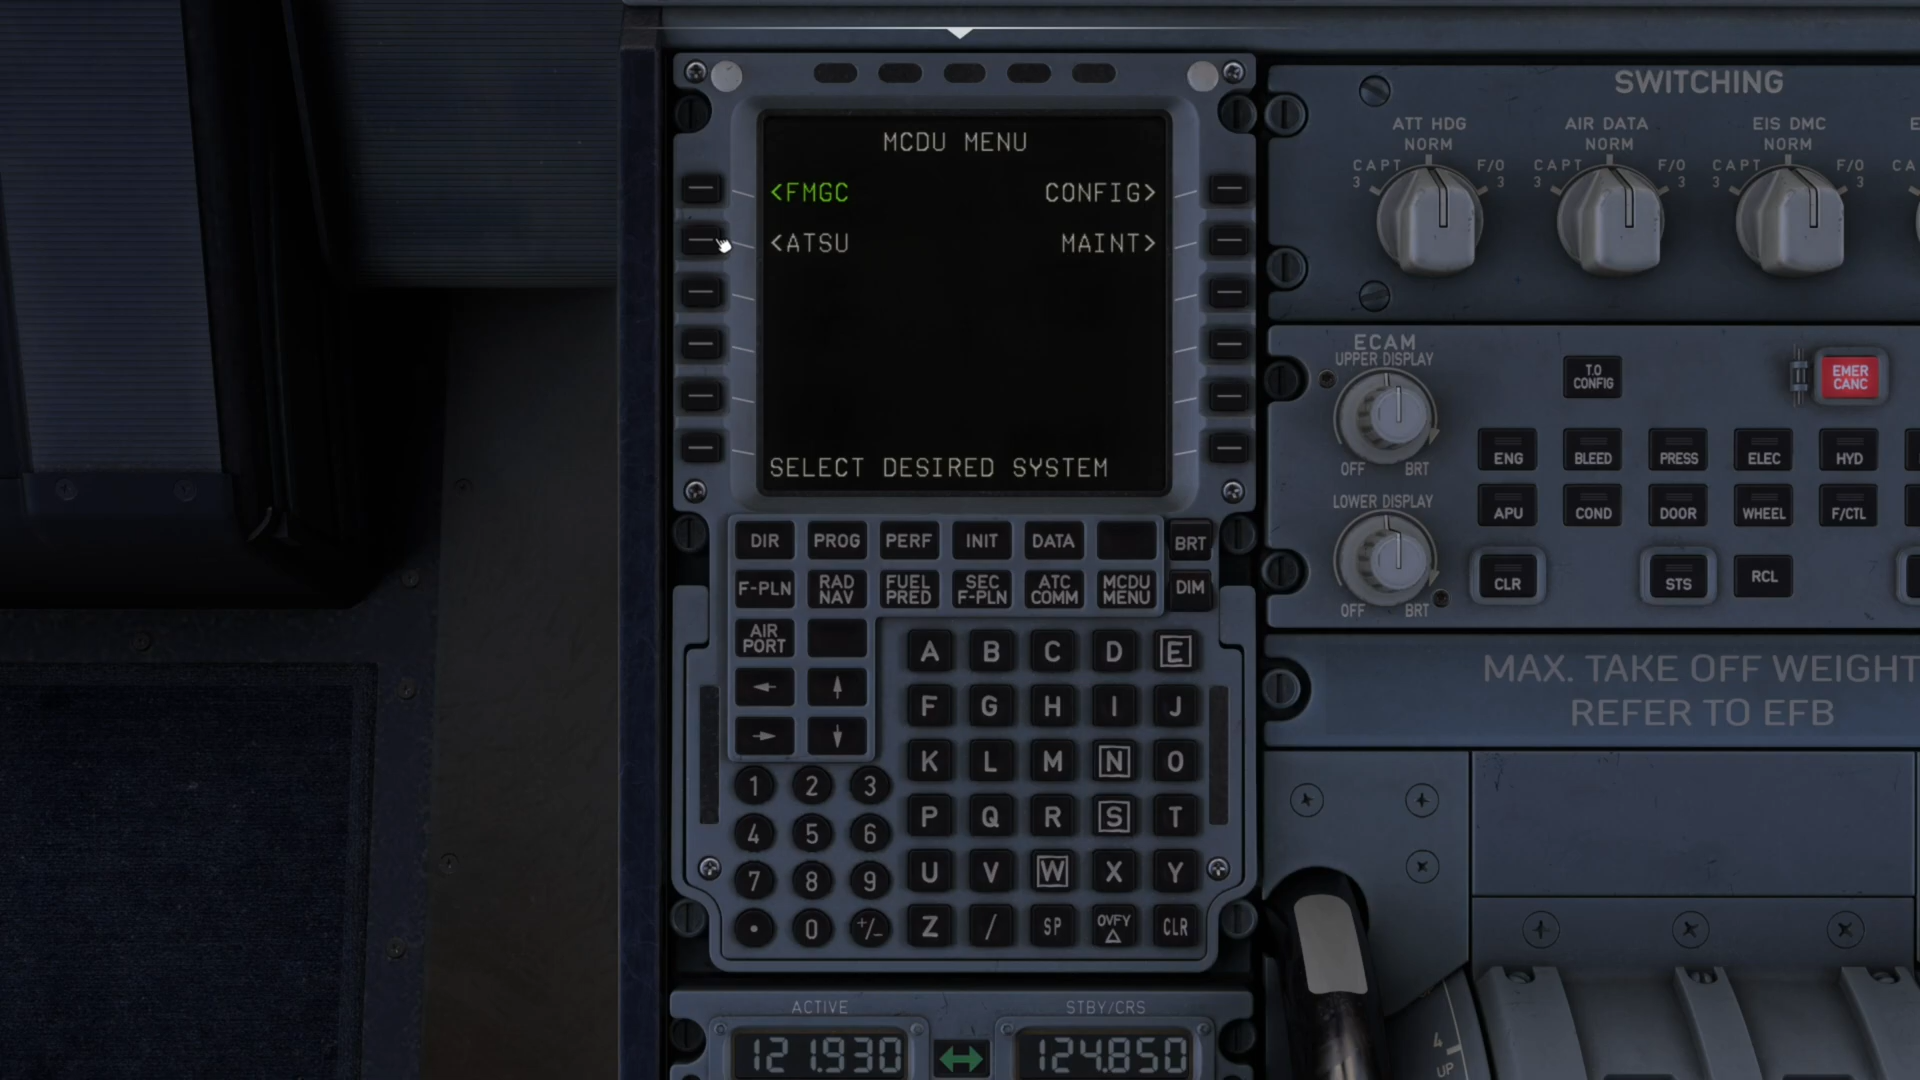 MCDU MENU
<FMGC CONFIG>
<ATSU MAINT>
SELECT DESIRED SYSTEM
DIR PROG PERF INIT DATA BRT
F-PLN RAD NAV FUEL PRED SEC F-PLN ATC COMM MCDU MENU DIM
AIR PORT
A B C D E
F G H I J
K L M N O
1 2 3
P Q R S T
4 5 6
U V W X Y
7 8 9
Z / SP OVFY CLR
. 0 +/-
ACTIVE STBY/CRS
121.930 124.850
SWITCHING
ATT HDG AIR DATA EIS DMC
NORM NORM NORM
CAPT 3 F/O 3 CAPT 3 F/O 3 CAPT 3 F/O 3
ECAM
UPPER DISPLAY
OFF BRT
T.O CONFIG
EMER CANC
ENG BLEED PRESS ELEC HYD
LOWER DISPLAY
OFF BRT
APU COND DOOR WHEEL F/CTL
CLR STS RCL
MAX. TAKE OFF WEIGHT
REFER TO EFB
4
UP